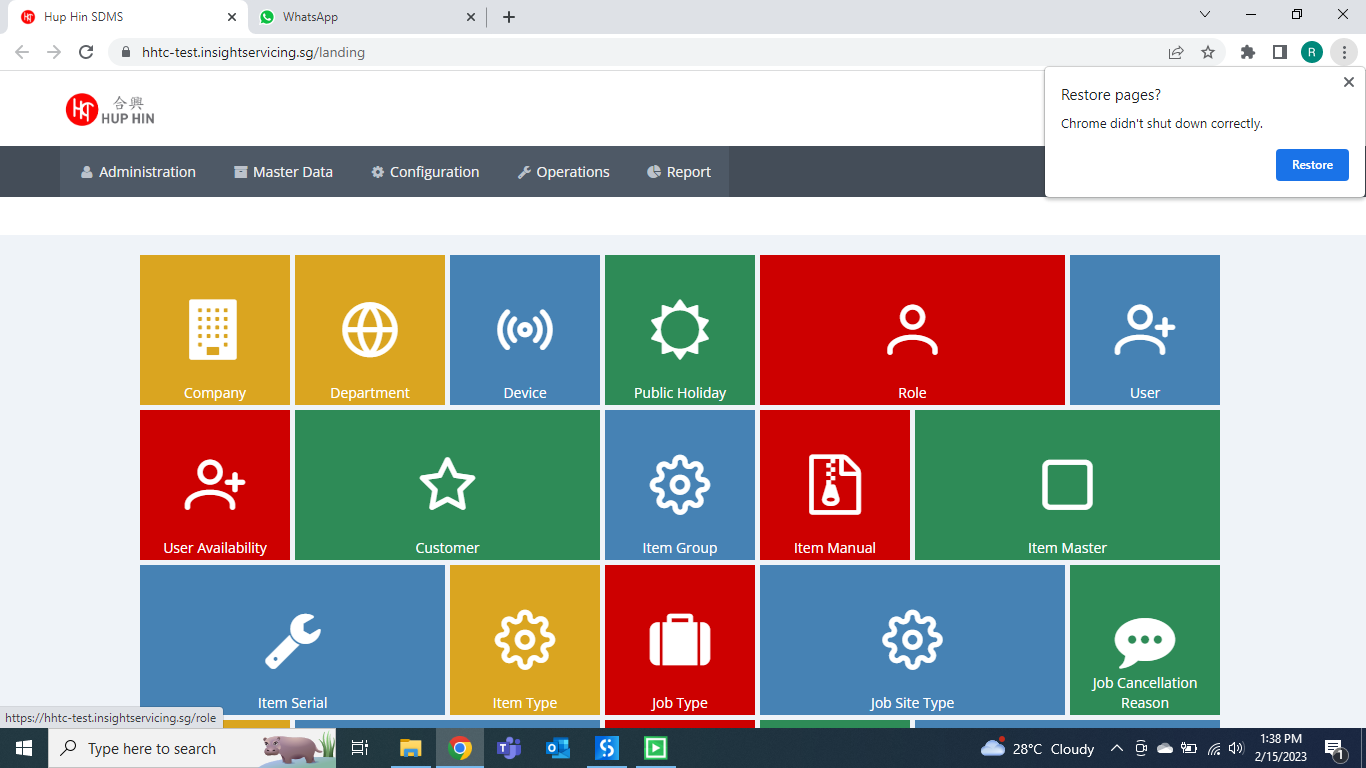 Hup Hin SDMS
WhatsApp
hhtc-test.insightservicing.sg/landing
R
Restore pages?
Chrome didn't shut down correctly.
Restore
合興
HUP HIN
Administration
Master Data
Configuration
Operations
Report
Company
Department
Device
Public Holiday
Role
User
User Availability
Customer
Item Group
Item Manual
Item Master
Item Serial
Item Type
Job Type
Job Site Type
Job Cancellation
Reason
https://hhtc-test.insightservicing.sg/role
Type here to search
28°C Cloudy
1:38 PM
2/15/2023
1